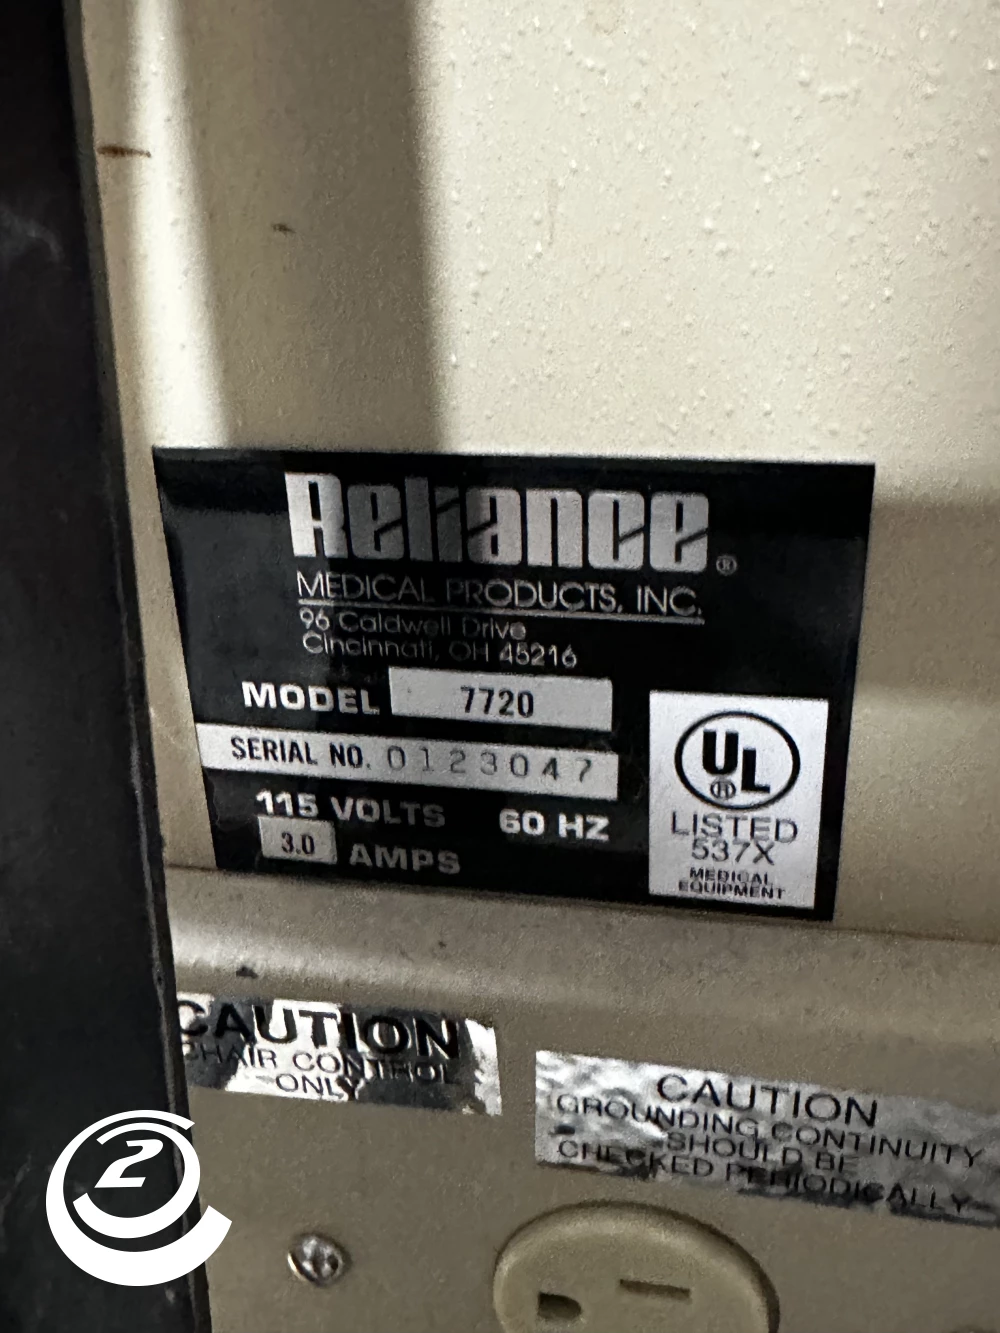 Reliance®
MEDICAL PRODUCTS, INC.
96 Caldwell Drive
Cincinnati, OH 45216
MODEL 7720
SERIAL NO. 0123047
115 VOLTS 60 HZ
3.0 AMPS
UL®
LISTED
537X
MEDICAL
EQUIPMENT
CAUTION
CHAIR CONTROL
ONLY
CAUTION
GROUNDING CONTINUITY
SHOULD BE
CHECKED PERIODICALLY
2